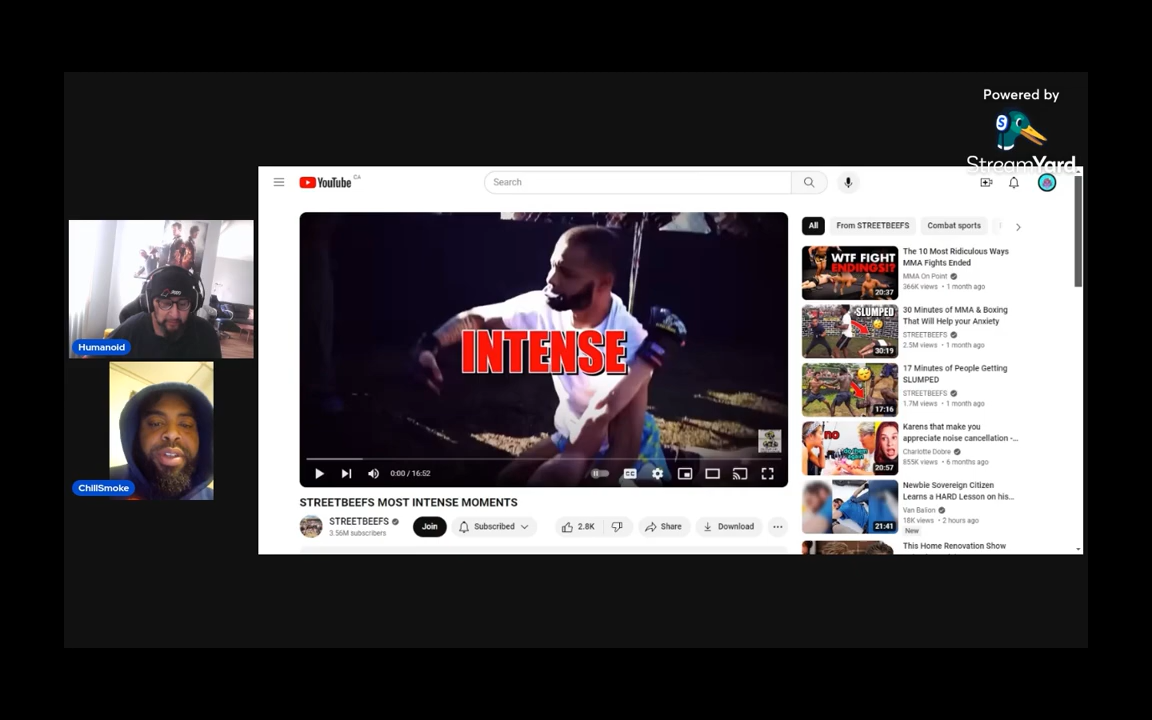 Powered by
StreamYard
YouTube CA
Search
INTENSE
0:00 / 16:52
CC
STREETBEEFS MOST INTENSE MOMENTS
STREETBEEFS
3.56M subscribers
Join
Subscribed
2.8K
Share
Download
All
From STREETBEEFS
Combat sports
WTF FIGHT
ENDINGS!?
20:37
The 10 Most Ridiculous Ways
MMA Fights Ended
MMA On Point
366K views • 1 month ago
SLUMPED
30:19
30 Minutes of MMA & Boxing
That Will Help your Anxiety
STREETBEEFS
2.5M views • 1 month ago
17:16
17 Minutes of People Getting
SLUMPED
STREETBEEFS
1.7M views • 1 month ago
no
20:57
Karens that make you
appreciate noise cancellation -...
Charlotte Dobre
855K views • 6 months ago
21:41
Newbie Sovereign Citizen
Learns a HARD Lesson on his...
Van Balion
18K views • 2 hours ago
New
This Home Renovation Show
Humanoid
ChillSmoke